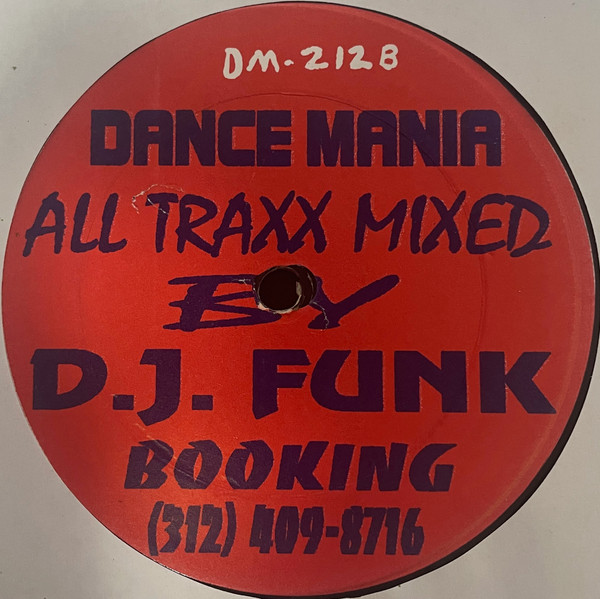 DM-212B
DANCE MANIA
ALL TRAXX MIXED
BY
D.J. FUNK
BOOKING
(312) 409-8716